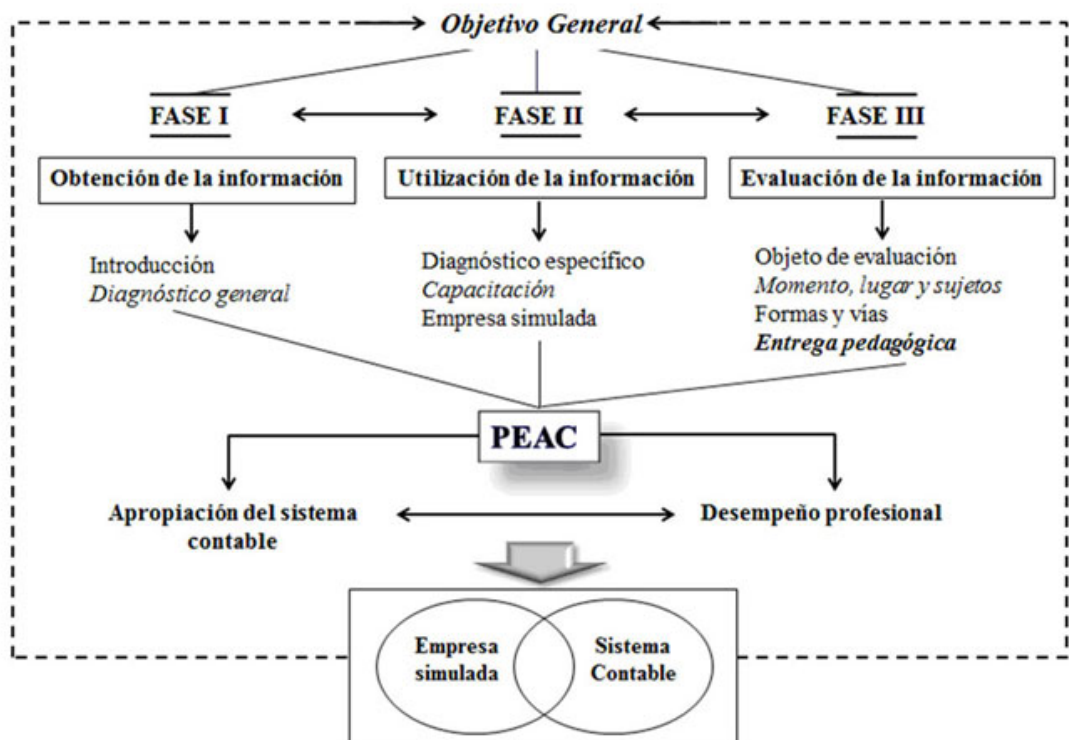 Objetivo General
FASE I
FASE II
FASE III
Obtención de la información
Utilización de la información
Evaluación de la información
Introducción
Diagnóstico general
Diagnóstico específico
Capacitación
Empresa simulada
Objeto de evaluación
Momento, lugar y sujetos
Formas y vías
Entrega pedagógica
PEAC
Apropiación del sistema
contable
Desempeño profesional
Empresa
simulada
Sistema
Contable